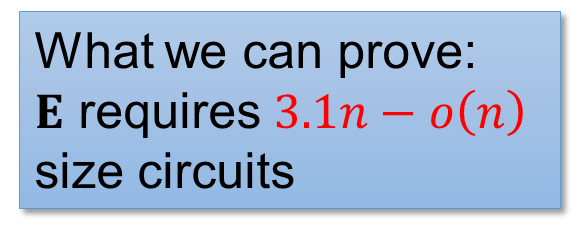 What we can prove:
𝐄 requires 3.1𝑛 − 𝑜(𝑛)
size circuits